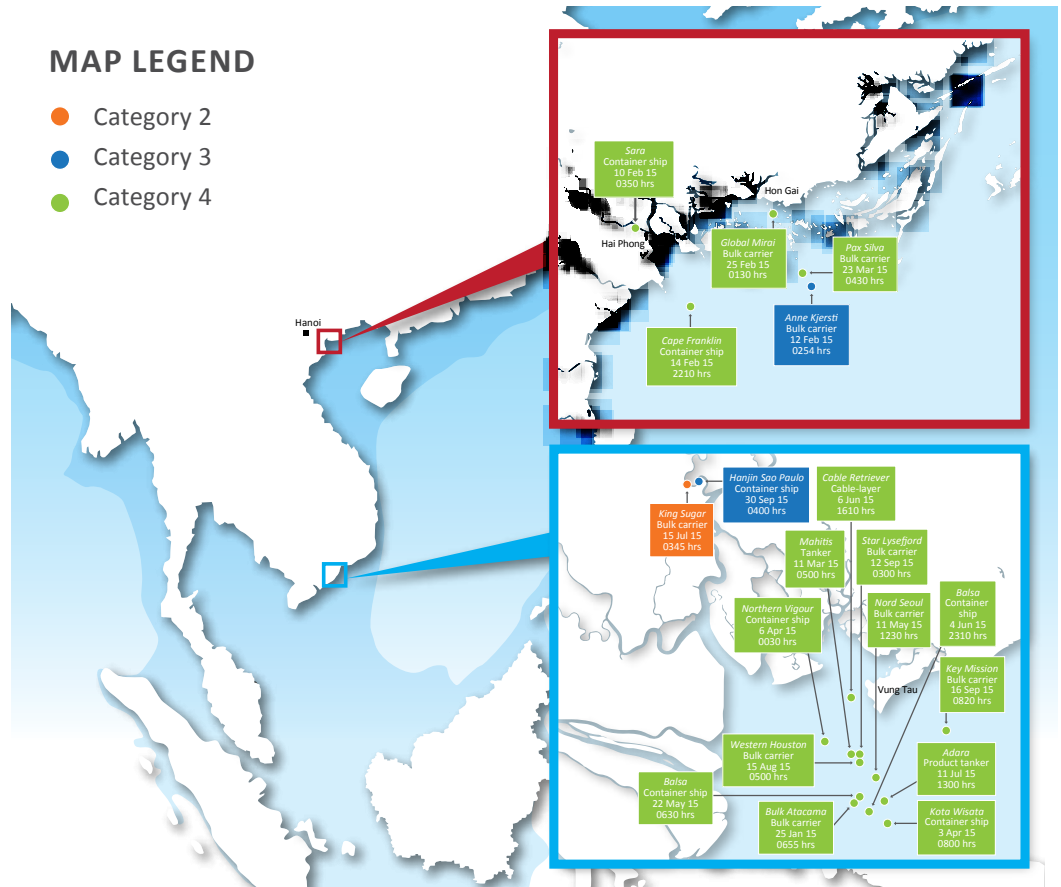 MAP LEGEND
Category 2
Category 3
Category 4
Hanoi
Sara
Container ship
10 Feb 15
0350 hrs
Hai Phong
Hon Gai
Global Mirai
Bulk carrier
25 Feb 15
0130 hrs
Pax Silva
Bulk carrier
23 Mar 15
0430 hrs
Cape Franklin
Container ship
14 Feb 15
2210 hrs
Anne Kjersti
Bulk carrier
12 Feb 15
0254 hrs
King Sugar
Bulk carrier
15 Jul 15
0345 hrs
Hanjin Sao Paulo
Container ship
30 Sep 15
0400 hrs
Cable Retriever
Cable-layer
6 Jun 15
1610 hrs
Mahitis
Tanker
11 Mar 15
0500 hrs
Star Lysefjord
Bulk carrier
12 Sep 15
0300 hrs
Northern Vigour
Container ship
6 Apr 15
0030 hrs
Nord Seoul
Bulk carrier
11 May 15
1230 hrs
Balsa
Container
ship
4 Jun 15
2310 hrs
Key Mission
Bulk carrier
16 Sep 15
0820 hrs
Vung Tau
Western Houston
Bulk carrier
15 Aug 15
0500 hrs
Adara
Product tanker
11 Jul 15
1300 hrs
Balsa
Container ship
22 May 15
0630 hrs
Bulk Atacama
Bulk carrier
25 Jan 15
0655 hrs
Kota Wisata
Container ship
3 Apr 15
0800 hrs